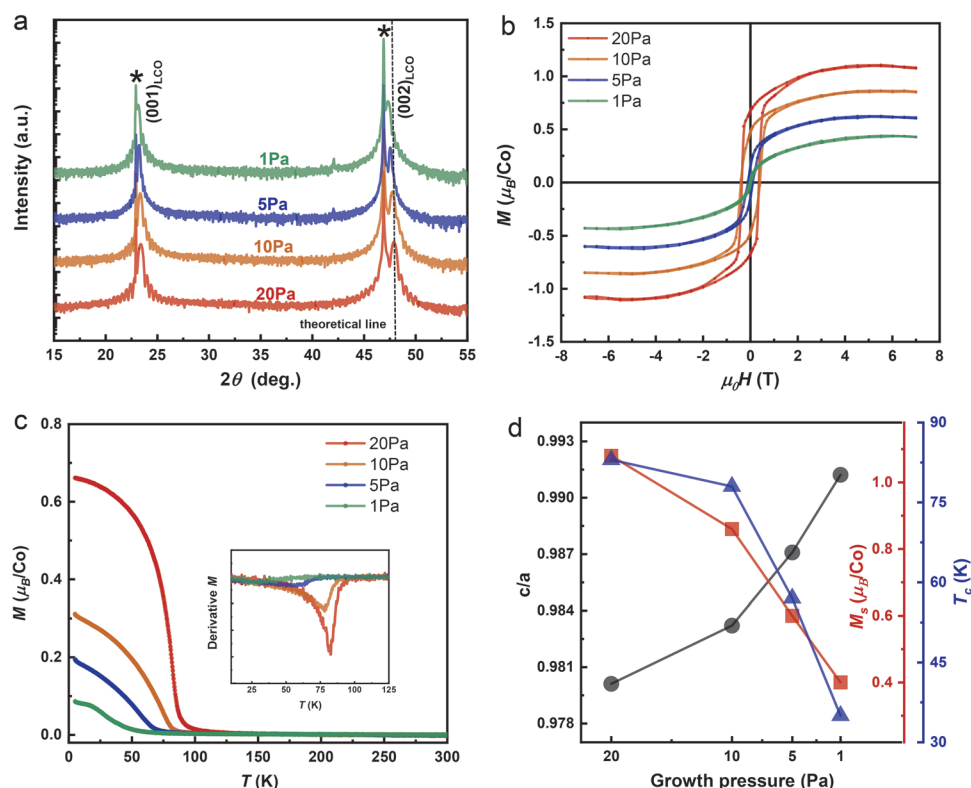 a
*
(001)LCO
*
(002)LCO
1Pa
5Pa
10Pa
20Pa
theoretical line
Intensity (a.u.)
15 20 25 30 35 40 45 50 55
2θ (deg.)
b
20Pa
10Pa
5Pa
1Pa
1.5
1.0
0.5
0.0
-0.5
-1.0
-1.5
M (μB/Co)
-8 -6 -4 -2 0 2 4 6 8
μ0H (T)
c
20Pa
10Pa
5Pa
1Pa
0.8
0.6
0.4
0.2
0.0
M (μB/Co)
Derivative M
25 50 75 100 125
T (K)
0 50 100 150 200 250 300
T (K)
d
0.993
0.990
0.987
0.984
0.981
0.978
c/a
1.0
0.8
0.6
0.4
Ms (μB/Co)
90
75
60
45
30
Tc (K)
20 10 5 1
Growth pressure (Pa)